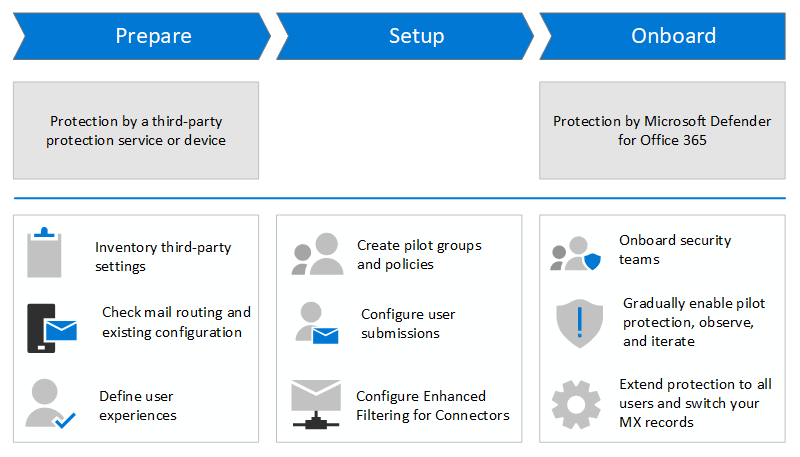 Prepare
Setup
Onboard
Protection by a third-party
protection service or device
Protection by Microsoft Defender
for Office 365
Inventory third-party
settings
Check mail routing and
existing configuration
Define user
experiences
Create pilot groups
and policies
Configure user
submissions
Configure Enhanced
Filtering for Connectors
Onboard security
teams
Gradually enable pilot
protection, observe,
and iterate
Extend protection to all
users and switch your
MX records